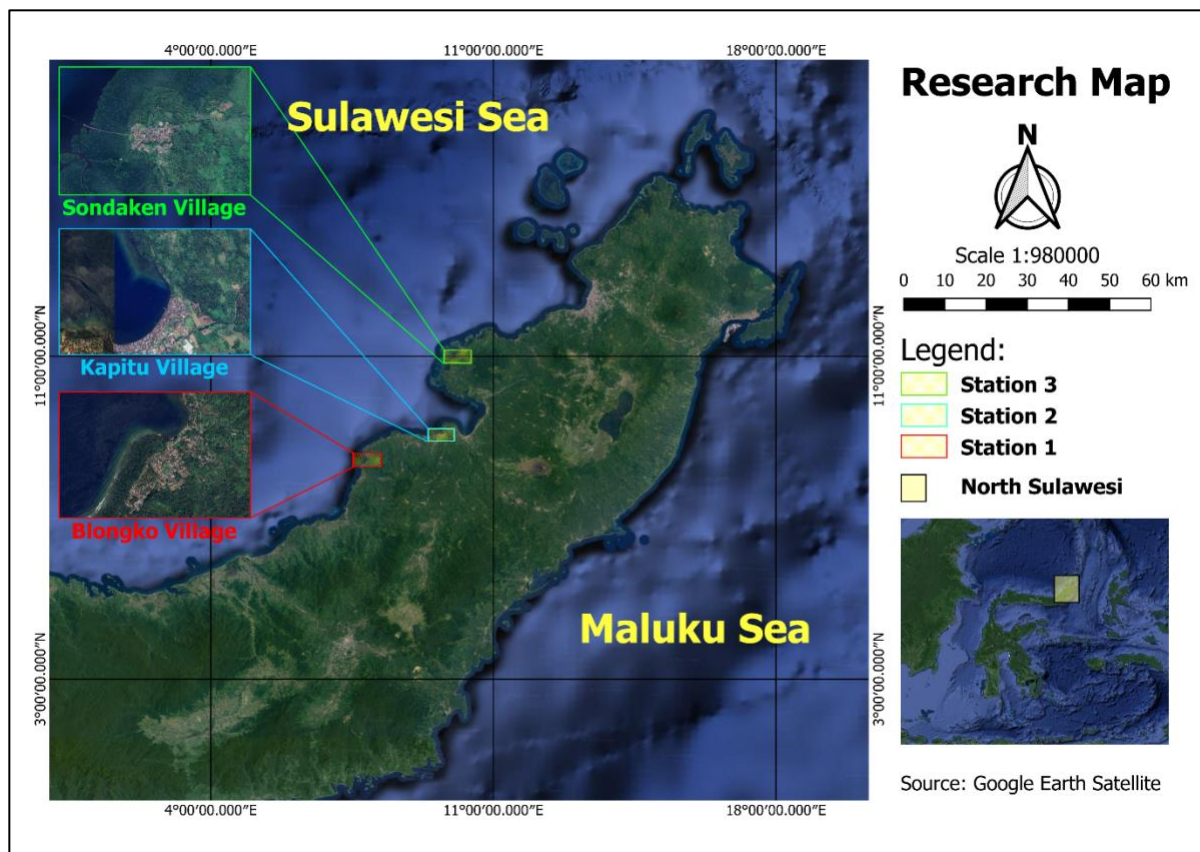 4°00'00.000"E 11°00'00.000"E 18°00'00.000"E
Sulawesi Sea
Sondaken Village
Kapitu Village
Blongko Village
Maluku Sea
11°00'00.000"N
3°00'00.000"N
11°00'00.000"N
3°00'00.000"N
4°00'00.000"E 11°00'00.000"E 18°00'00.000"E
Research Map
N
Scale 1:980000
0 10 20 30 40 50 60 km
Legend:
Station 3
Station 2
Station 1
North Sulawesi
Source: Google Earth Satellite